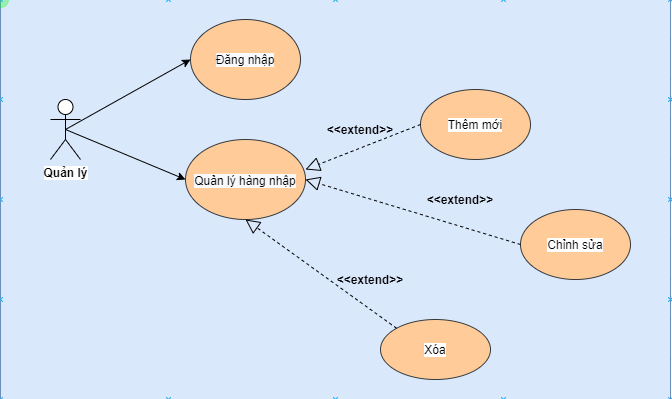 Đăng nhập
<<extend>>
Thêm mới
Quản lý
Quản lý hàng nhập
<<extend>>
Chỉnh sửa
<<extend>>
Xóa